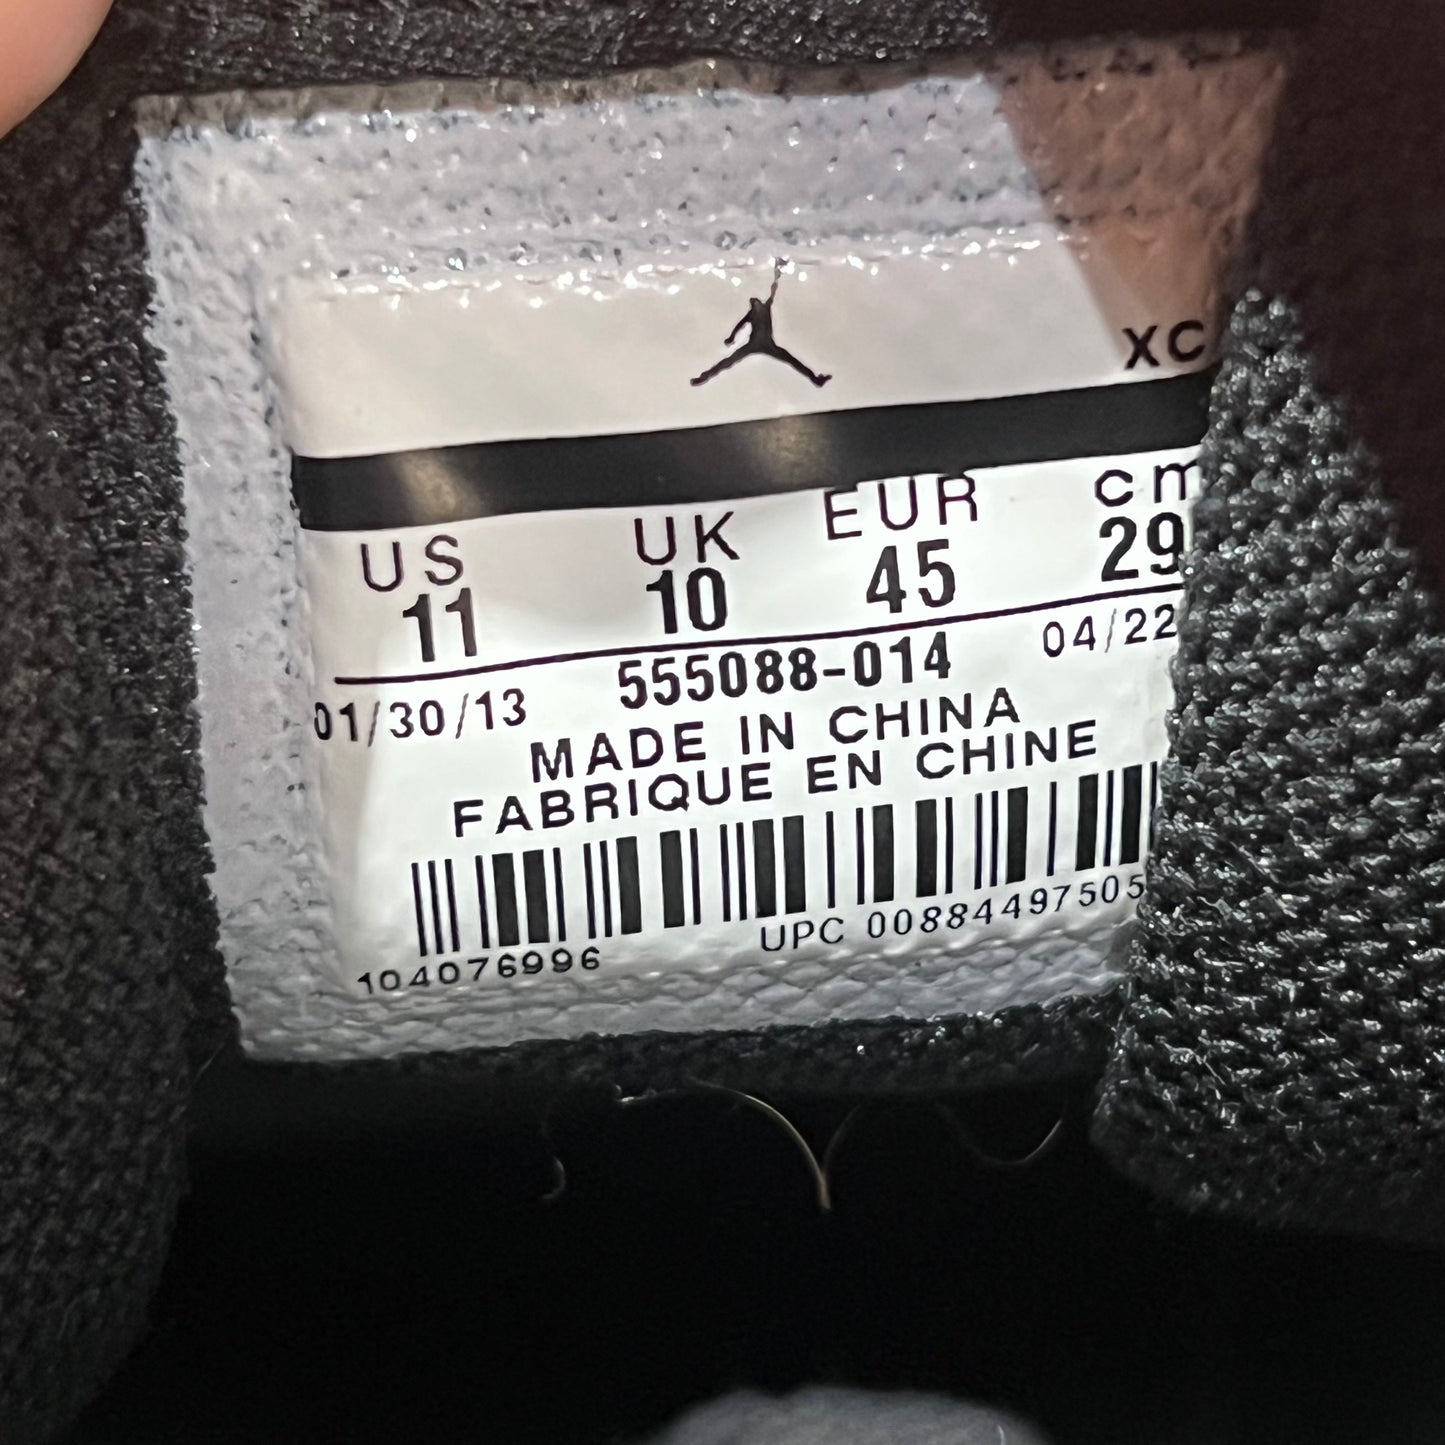 XC
US UK EUR cm
11 10 45 29
01/30/13 555088-014 04/22
MADE IN CHINA
FABRIQUE EN CHINE
104076996 UPC 00884497505